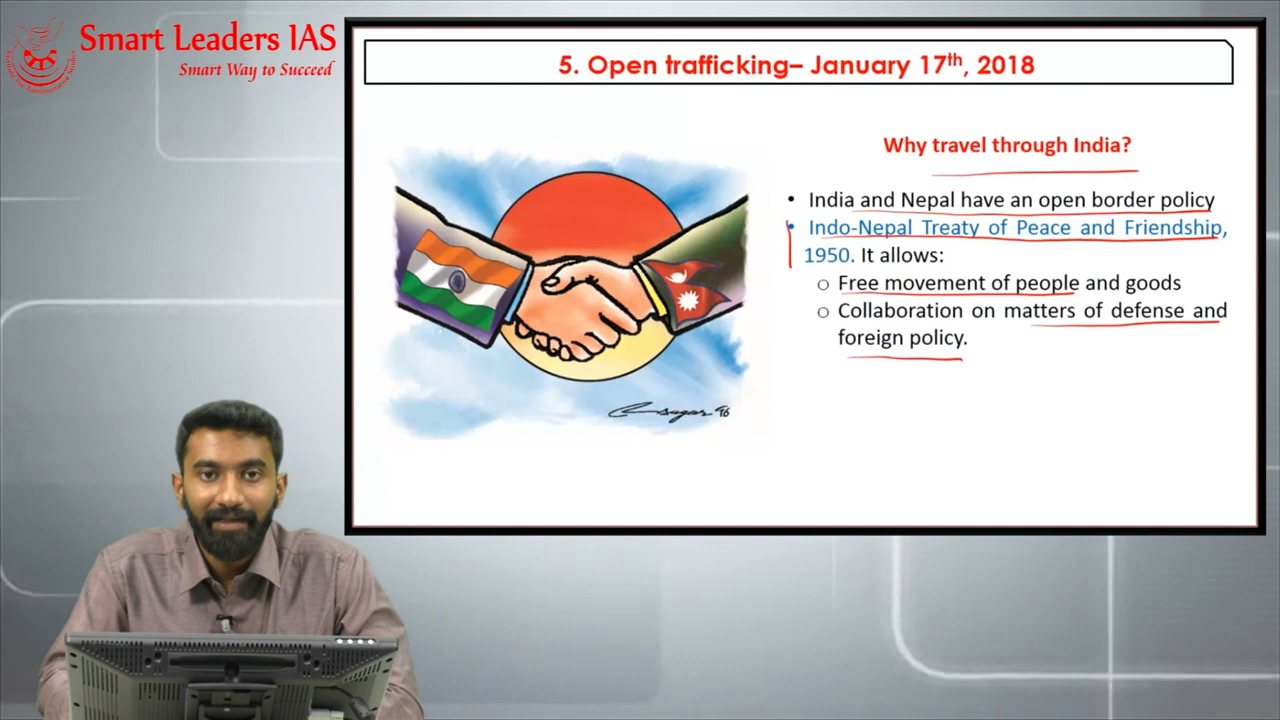 Smart Leaders IAS
Smart Way to Succeed
5. Open trafficking– January 17th, 2018
Why travel through India?
• India and Nepal have an open border policy
• Indo-Nepal Treaty of Peace and Friendship,
1950. It allows:
o Free movement of people and goods
o Collaboration on matters of defense and
foreign policy.